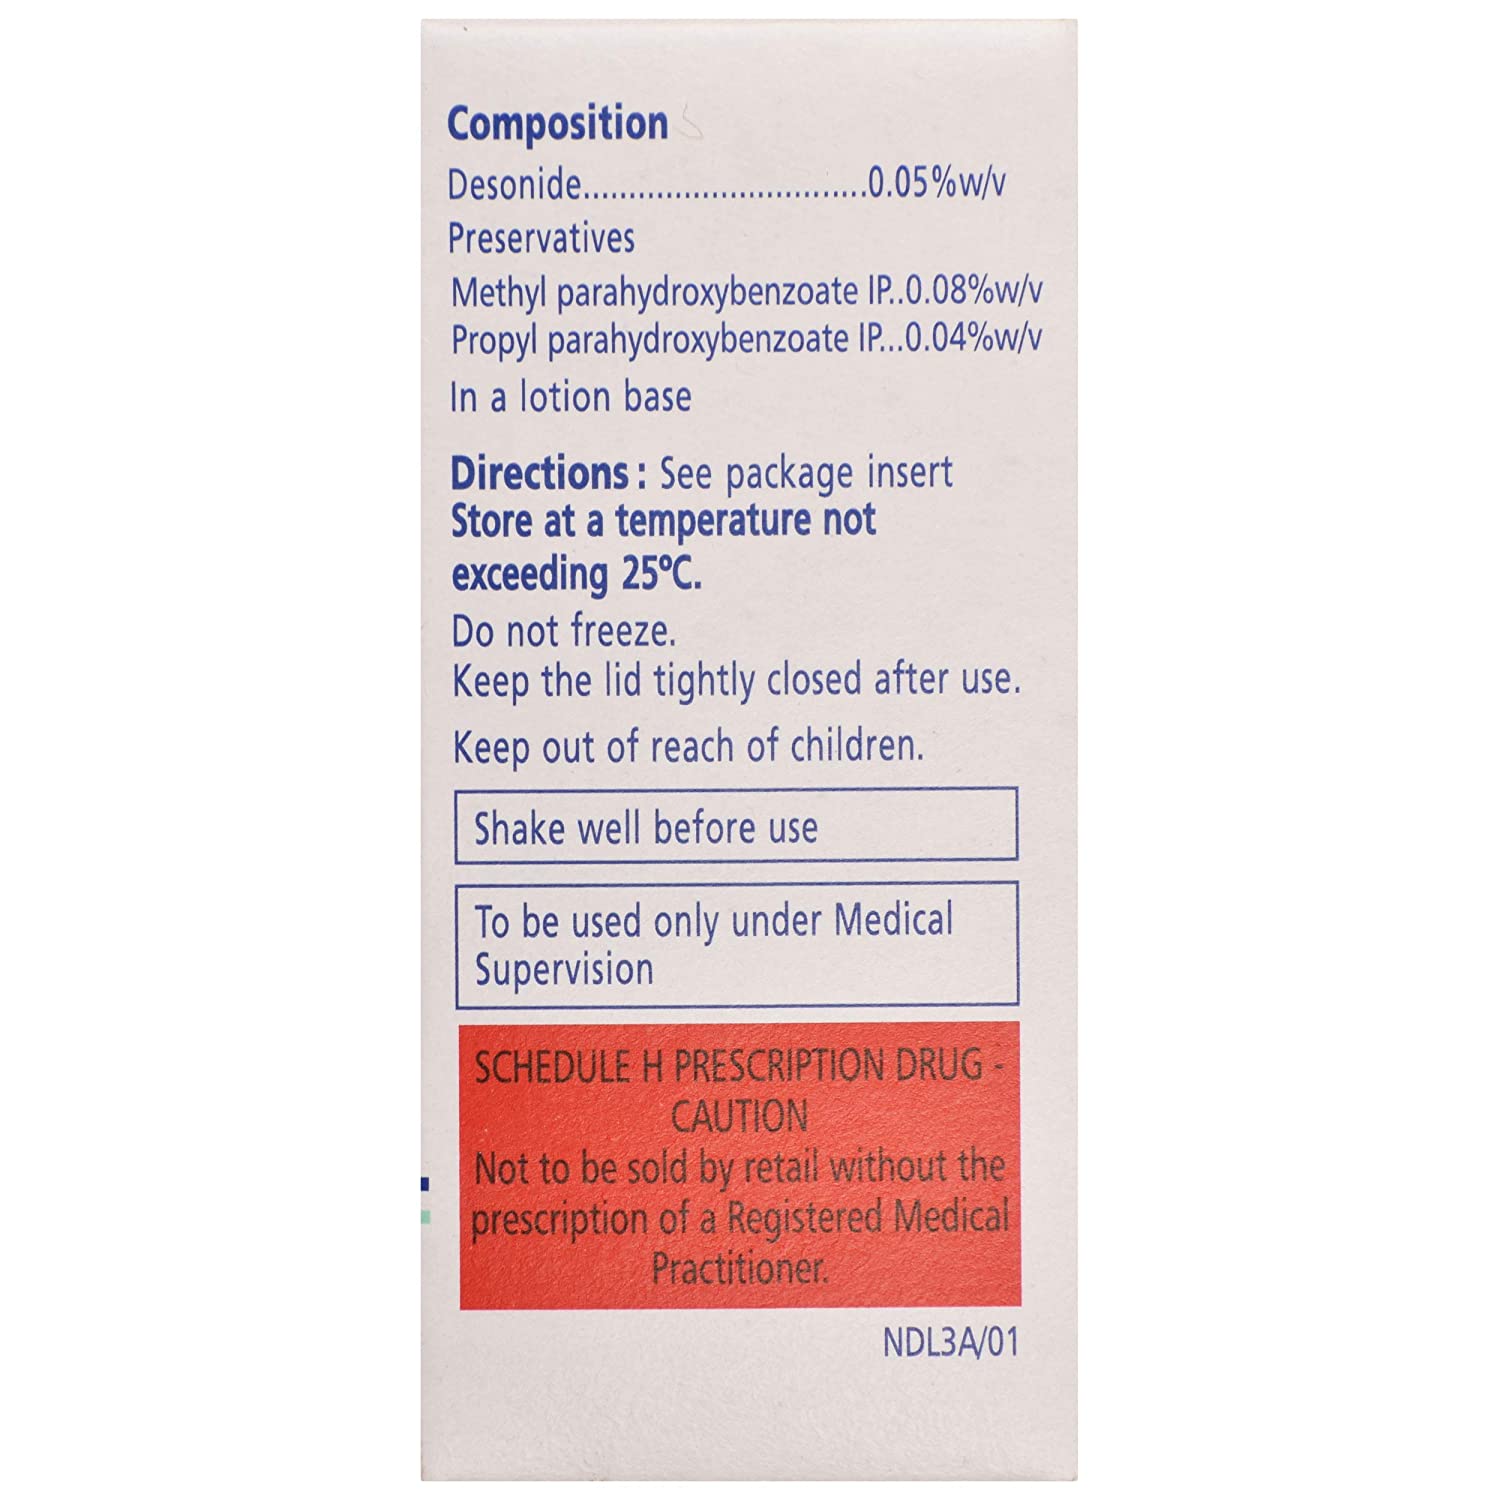 Composition
Desonide...............................0.05%w/v
Preservatives
Methyl parahydroxybenzoate IP..0.08%w/v
Propyl parahydroxybenzoate IP...0.04%w/v
In a lotion base
Directions : See package insert
Store at a temperature not
exceeding 25ºC.
Do not freeze.
Keep the lid tightly closed after use.
Keep out of reach of children.
Shake well before use
To be used only under Medical
Supervision
SCHEDULE H PRESCRIPTION DRUG -
CAUTION
Not to be sold by retail without the
prescription of a Registered Medical
Practitioner.
NDL3A/01